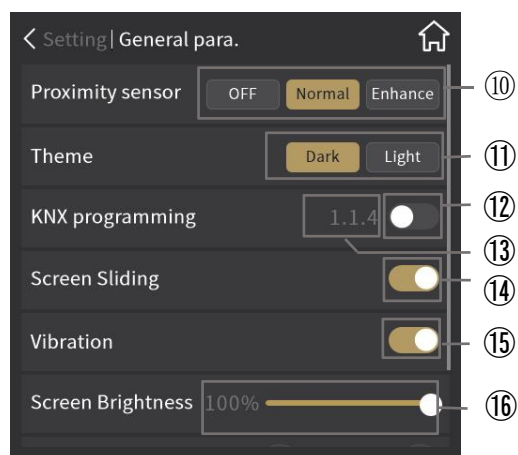 Setting| General para.
Proximity sensor OFF Normal Enhance ⑩
Theme Dark Light ⑪
KNX programming 1.1.4 ⑫
⑬
Screen Sliding ⑭
Vibration ⑮
Screen Brightness 100% ⑯